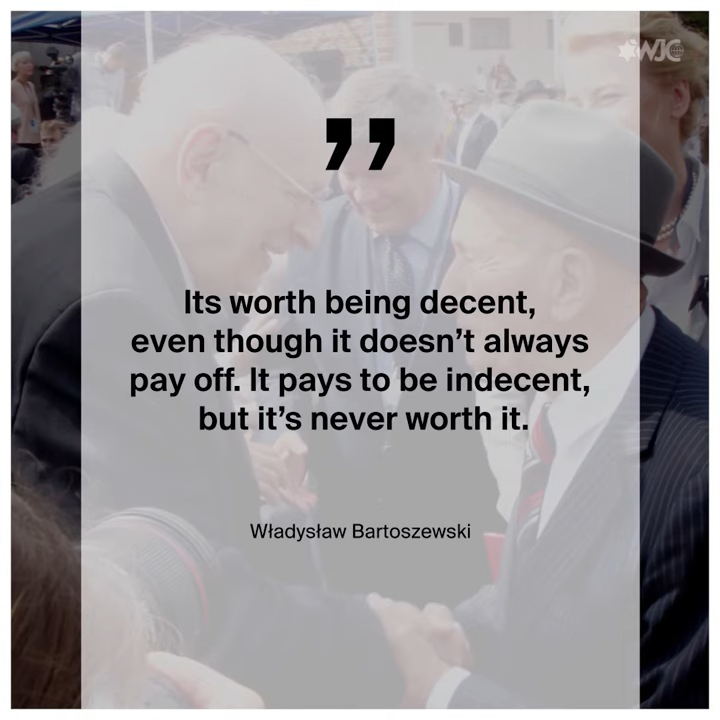 WJC
”
Its worth being decent,
even though it doesn’t always
pay off. It pays to be indecent,
but it’s never worth it.
Władysław Bartoszewski